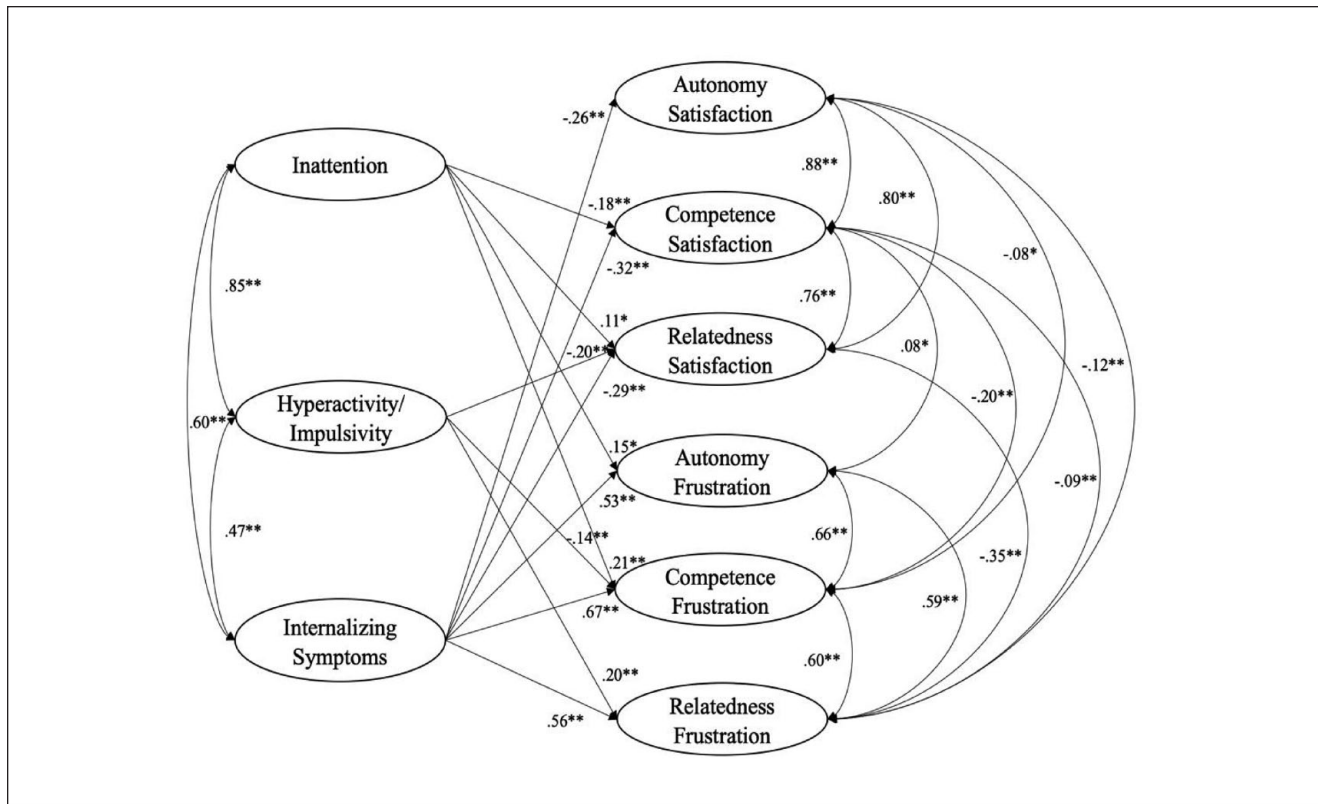 Autonomy
Satisfaction
-.26**
Inattention
.88**
.80**
-.18**
Competence
Satisfaction
-.08*
-.32**
.85**
.76**
.11*
Relatedness
Satisfaction
.08*
-.20**
-.12**
-.29**
-.20**
Hyperactivity/
Impulsivity
.60**
.15*
Autonomy
Frustration
-.09**
.53**
.47**
-.14**
.66**
-.35**
.21**
Competence
Frustration
.59**
.67**
Internalizing
Symptoms
.60**
.20**
Relatedness
Frustration
.56**